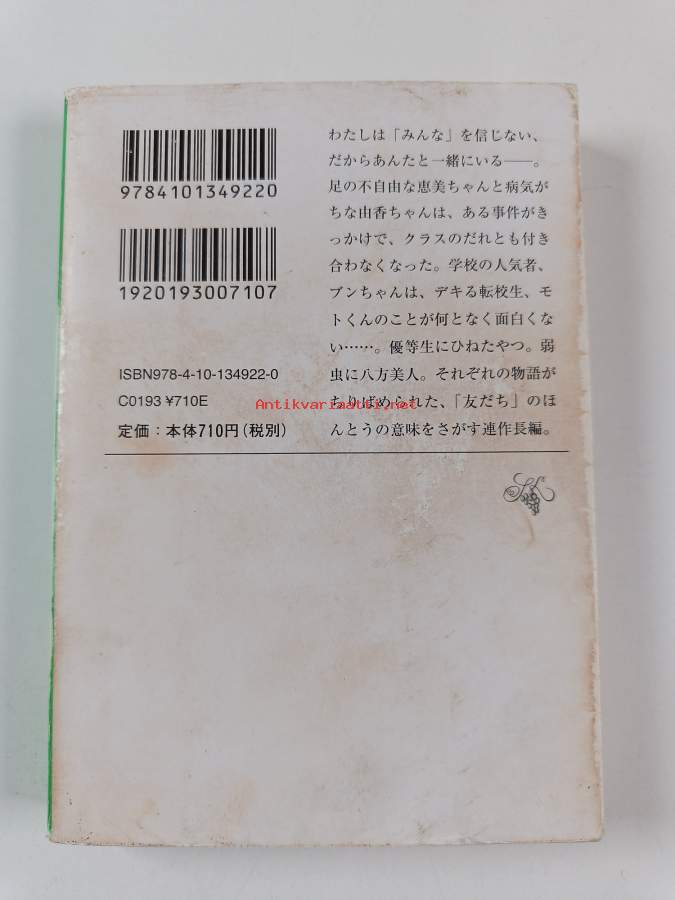 9784101349220
1920193007107
ISBN978-4-10-134922-0
C0193 ¥710E
定価：本体710円(税別)
わたしは「みんな」を信じない、
だからあんたと一緒にいる――。
足の不自由な恵美ちゃんと病気が
ちな由香ちゃんは、ある事件がき
っかけで、クラスのだれとも付き
合わなくなった。学校の人気者、
ブンちゃんは、デキる転校生、モ
トくんのことが何となく面白くな
い……。優等生にひねたやつ。弱
虫に八方美人。それぞれの物語が
ちりばめられた、「友だち」のほ
んとうの意味をさがす連作長編。
Antikvariaatti.net